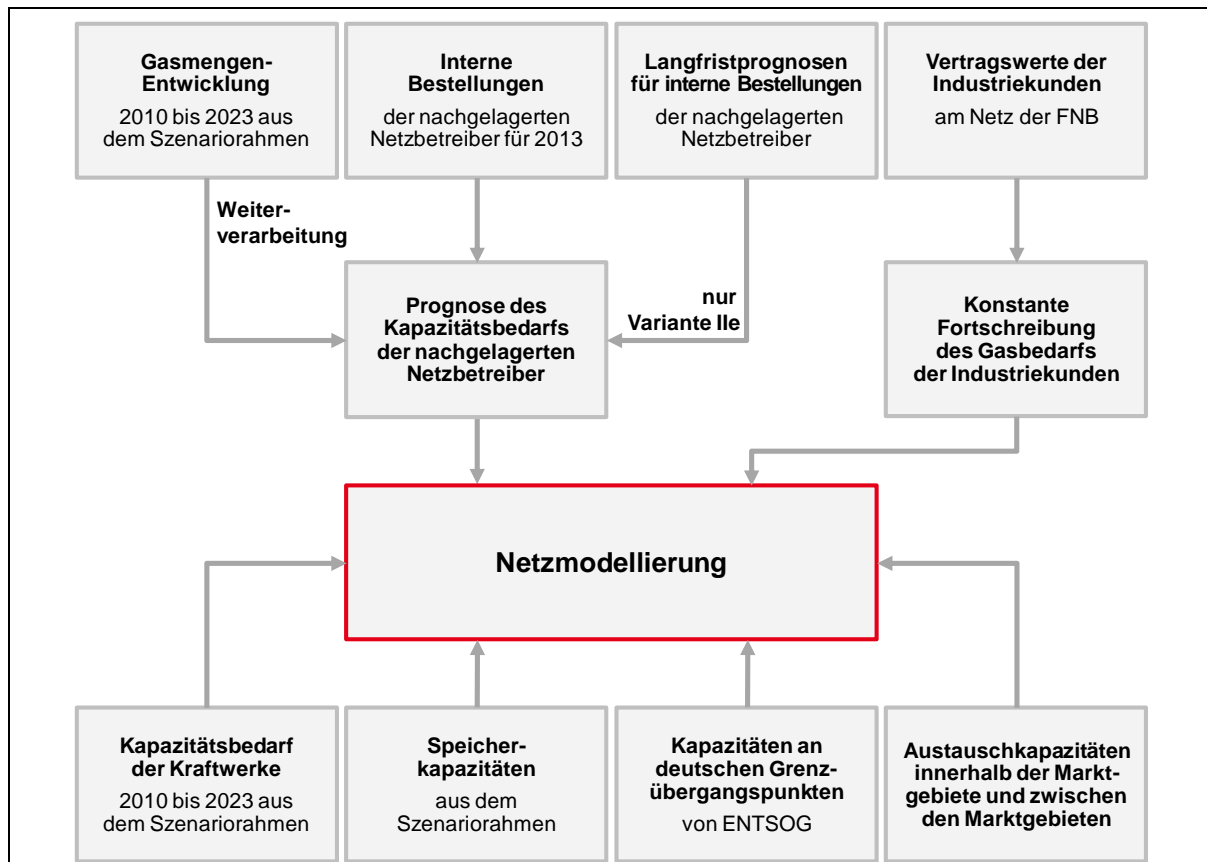 Gasmengen-
Entwicklung
2010 bis 2023 aus
dem Szenariorahmen
Interne
Bestellungen
der nachgelagerten
Netzbetreiber für 2013
Langfristprognosen
für interne Bestellungen
der nachgelagerten
Netzbetreiber
Vertragswerte der
Industriekunden
am Netz der FNB
Weiter-
verarbeitung
nur
Variante IIe
Prognose des
Kapazitätsbedarfs
der nachgelagerten
Netzbetreiber
Konstante
Fortschreibung
des Gasbedarfs
der Industriekunden
Netzmodellierung
Kapazitätsbedarf
der Kraftwerke
2010 bis 2023 aus
dem Szenariorahmen
Speicher-
kapazitäten
aus dem
Szenariorahmen
Kapazitäten an
deutschen Grenz-
übergangspunkten
von ENTSOG
Austauschkapazitäten
innerhalb der Markt-
gebiete und zwischen
den Marktgebieten